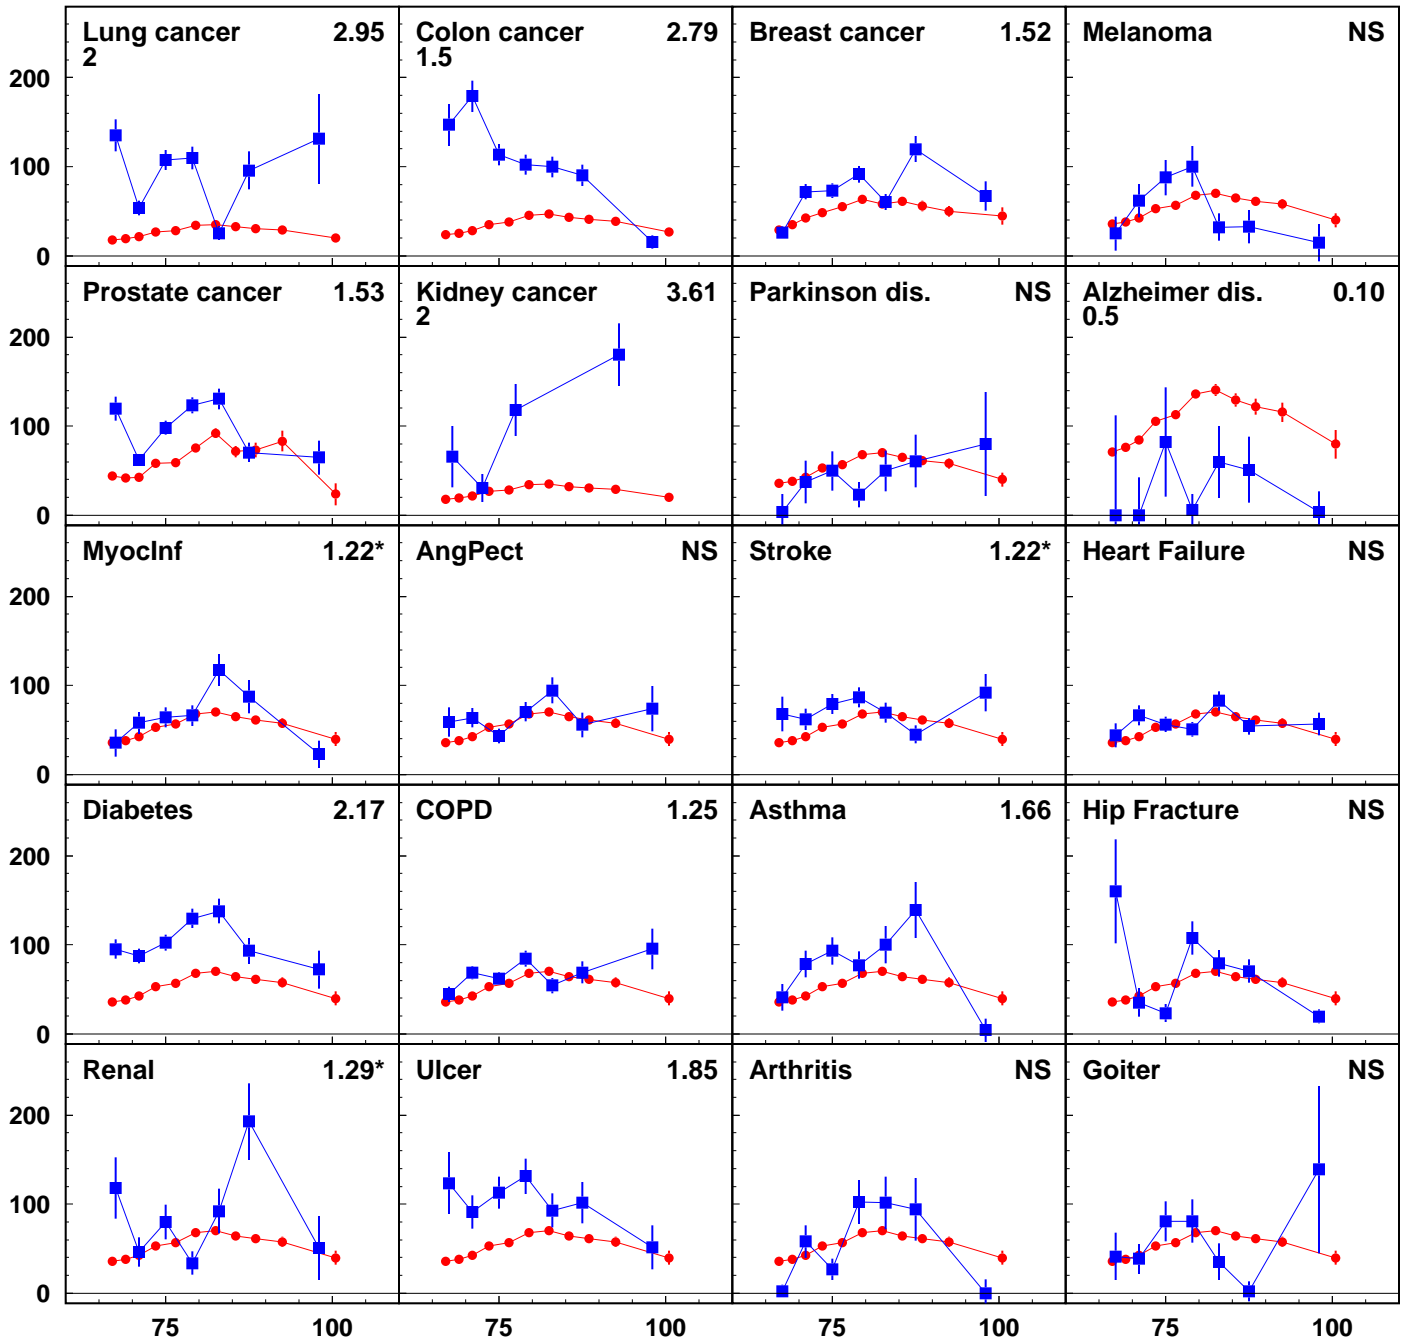 Lung cancer 2.95
2
Colon cancer 2.79
1.5
Breast cancer 1.52
Melanoma NS
200
100
0
Prostate cancer 1.53
Kidney cancer 3.61
2
Parkinson dis. NS
Alzheimer dis. 0.10
0.5
200
100
0
MyocInf 1.22*
AngPect NS
Stroke 1.22*
Heart Failure NS
200
100
0
Diabetes 2.17
COPD 1.25
Asthma 1.66
Hip Fracture NS
200
100
0
Renal 1.29*
Ulcer 1.85
Arthritis NS
Goiter NS
200
100
0
75 100 75 100 75 100 75 100